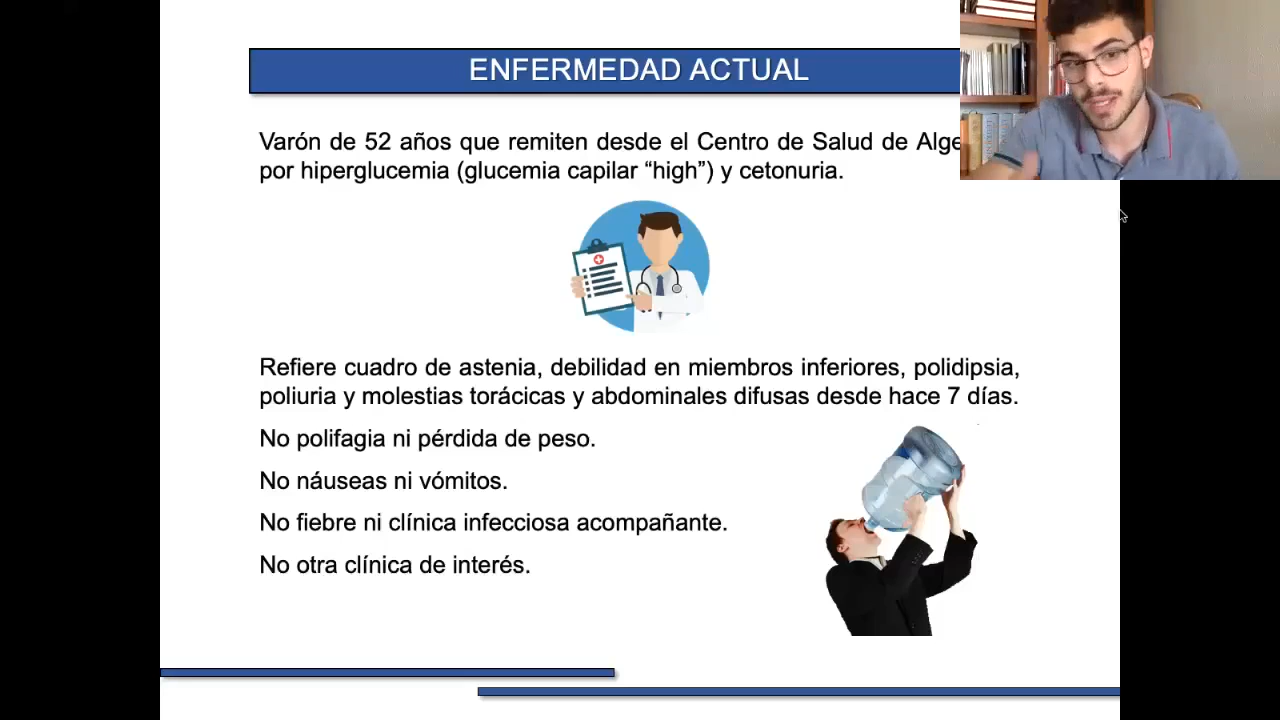 ENFERMEDAD ACTUAL
Varón de 52 años que remiten desde el Centro de Salud de
por hiperglucemia (glucemia capilar “high”) y cetonuria.
Refiere cuadro de astenia, debilidad en miembros inferiores, polidipsia,
poliuria y molestias torácicas y abdominales difusas desde hace 7 días.
No polifagia ni pérdida de peso.
No náuseas ni vómitos.
No fiebre ni clínica infecciosa acompañante.
No otra clínica de interés.